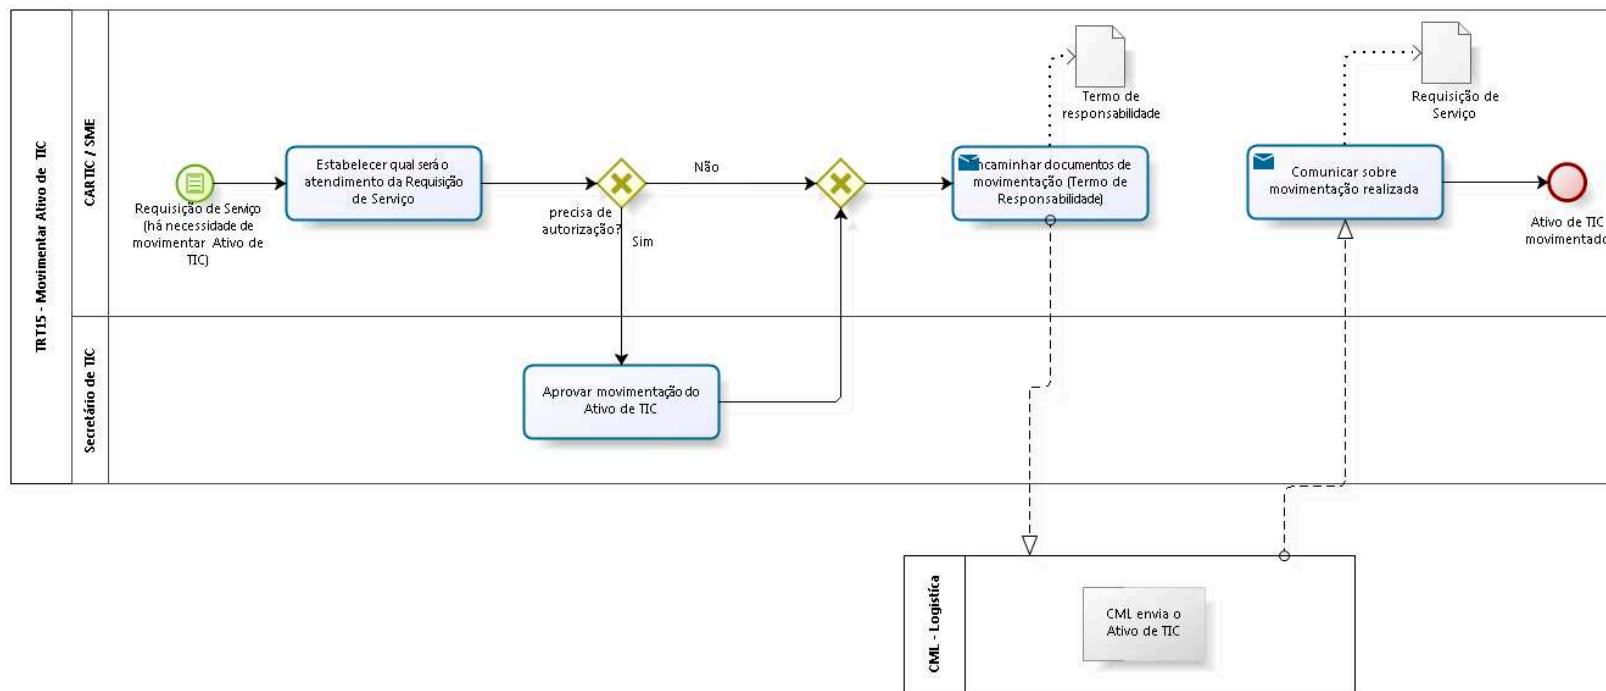 TRT15 - Movimentar Ativo de TIC
CARTIC / SME
Requisição de Serviço
(há necessidade de
movimentar Ativo de
TIC)
Estabelecer qual será o
atendimento da Requisição
de Serviço
precisa de
autorização?
Não
Sim
Termo de
responsabilidade
ncaminhar documentos de
movimentação (Termo de
Responsabilidade)
Requisição de
Serviço
Comunicar sobre
movimentação realizada
Ativo de TIC
movimentado
Secretário de TIC
Aprovar movimentação do
Ativo de TIC
CML - Logística
CML envia o
Ativo de TIC